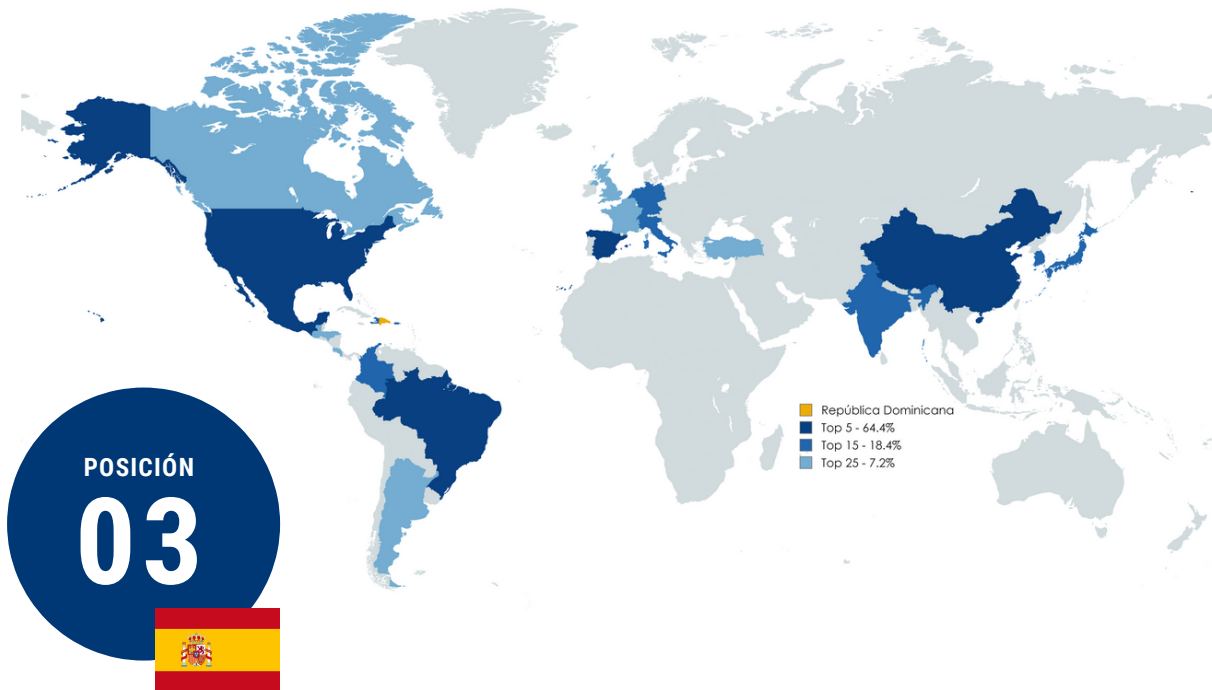 República Dominicana
Top 5 - 64.4%
Top 15 - 18.4%
Top 25 - 7.2%
POSICIÓN
03